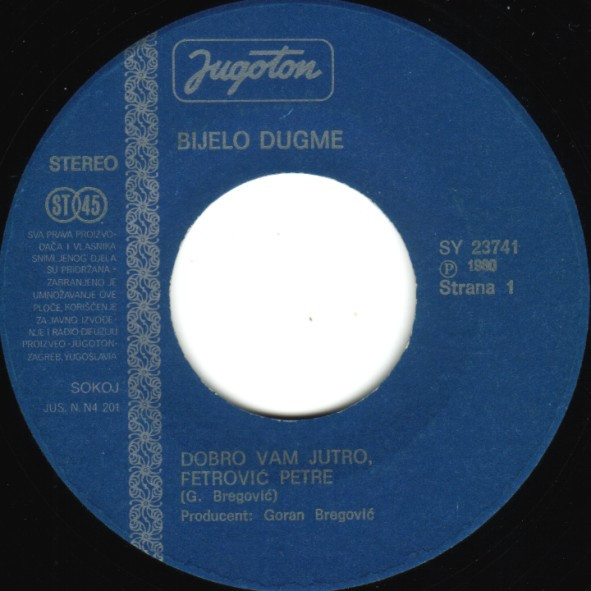 Jugoton
BIJELO DUGME
STEREO
ST 45
SVA PRAVA PROIZVO-
ĐAČA I VLASNIKA
SNIMLJENOG DJELA
SU PRIDRŽANA -
ZABRANJENO JE
UMNOŽAVANJE OVE
PLOČE, KORIŠĆENJE
ZA JAVNO IZVOĐE-
NJE I RADIO-DIFUZIJU
PROIZVEO »JUGOTON«
ZAGREB, YUGOSLAVIA
SOKOJ
JUS. N. N4 201
SY 23741
Ⓟ 1980
Strana 1
DOBRO VAM JUTRO,
FETROVIĆ PETRE
(G. Bregović)
Producent: Goran Bregović